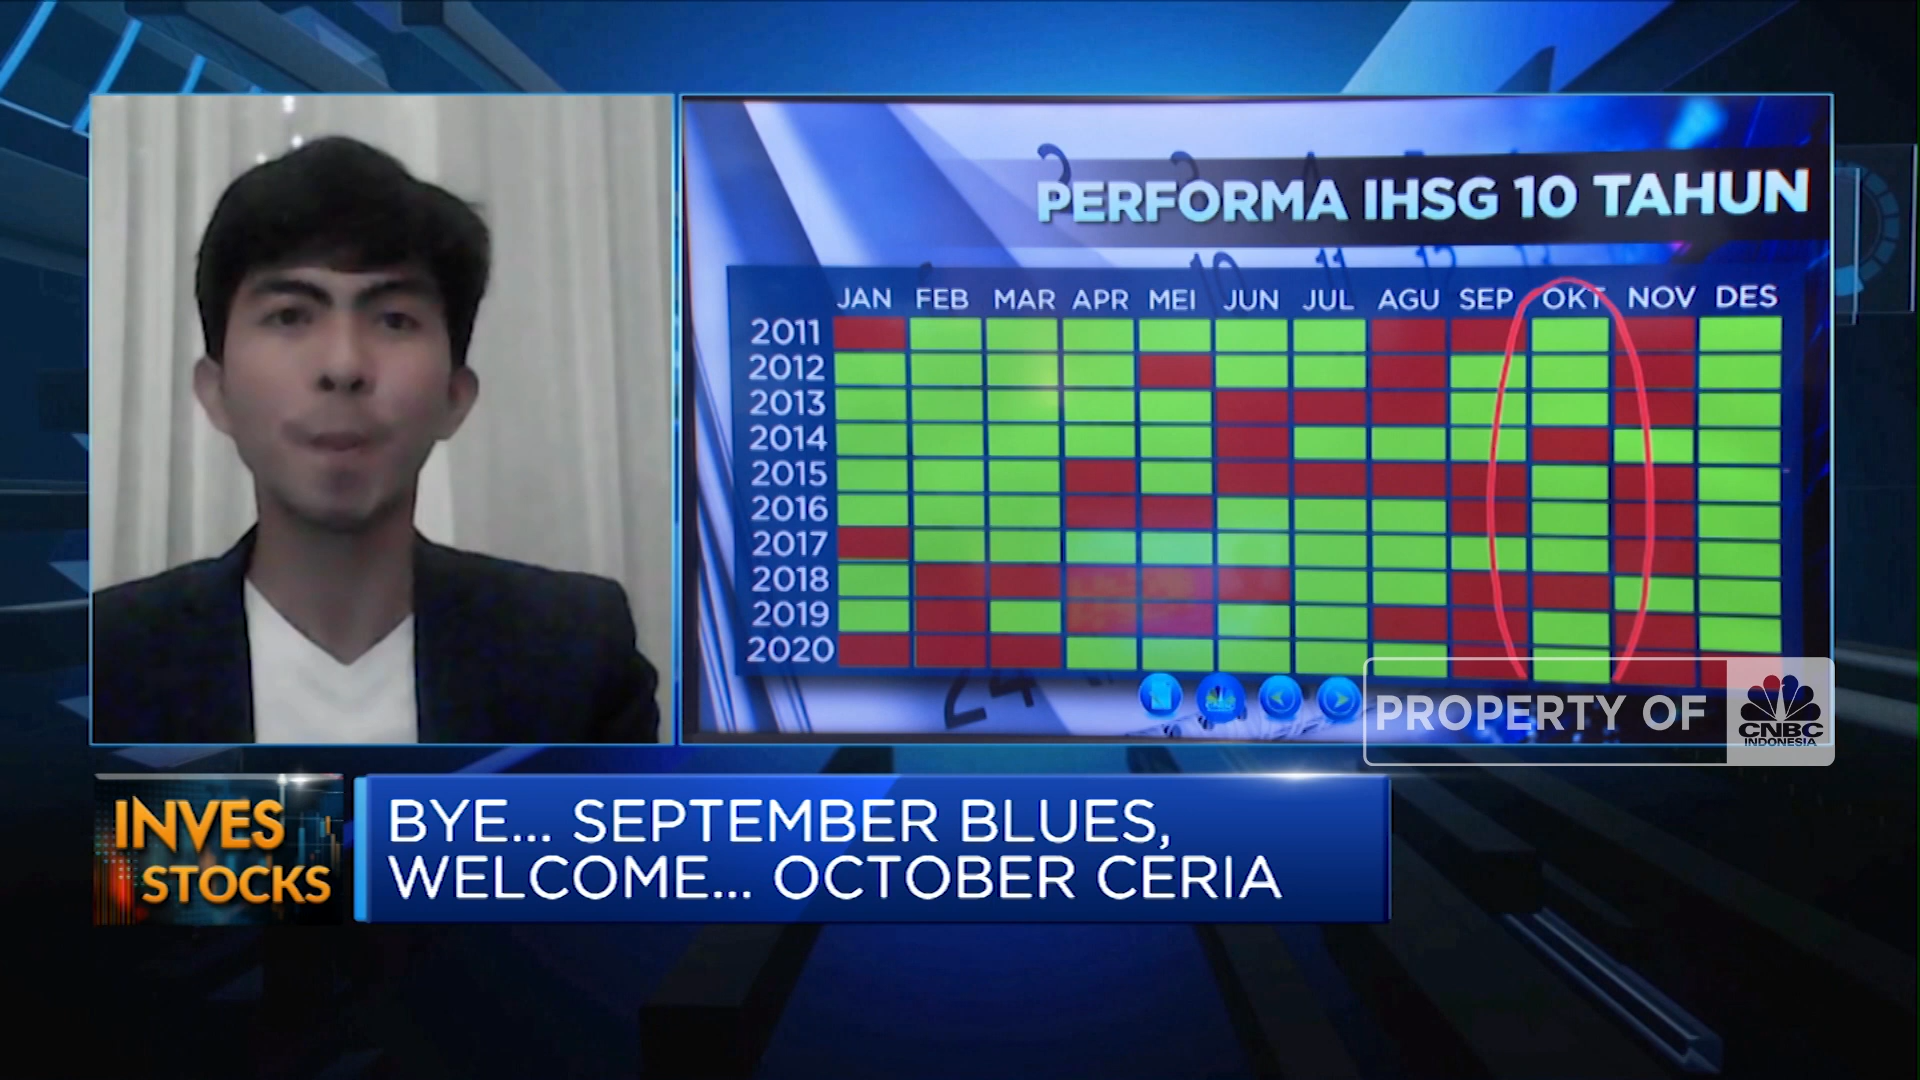 PERFORMA IHSG 10 TAHUN
JAN FEB MAR APR MEI JUN JUL AGU SEP OKT NOV DES
2011
2012
2013
2014
2015
2016
2017
2018
2019
2020
PROPERTY OF
CNBC
INDONESIA
INVES
STOCKS
BYE... SEPTEMBER BLUES,
WELCOME... OCTOBER CERIA